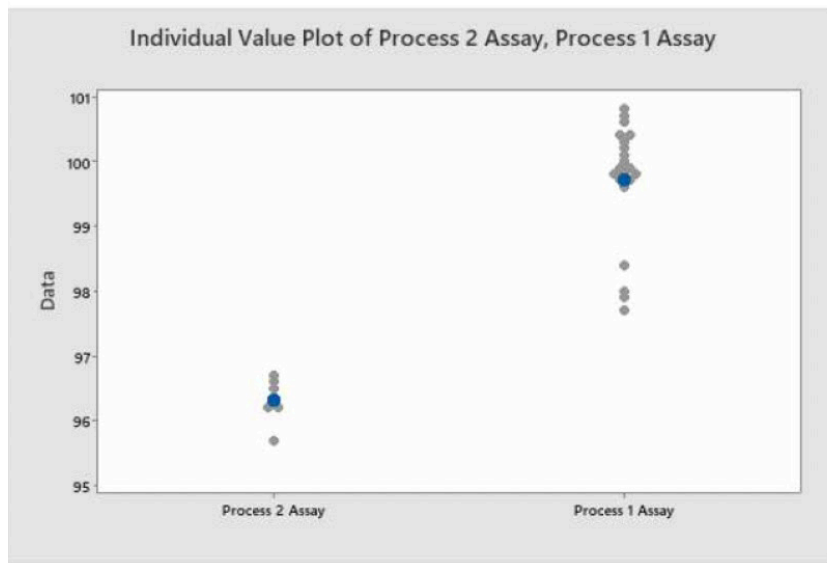 Individual Value Plot of Process 2 Assay, Process 1 Assay
101
100
99
98
97
96
95
Data
Process 2 Assay
Process 1 Assay